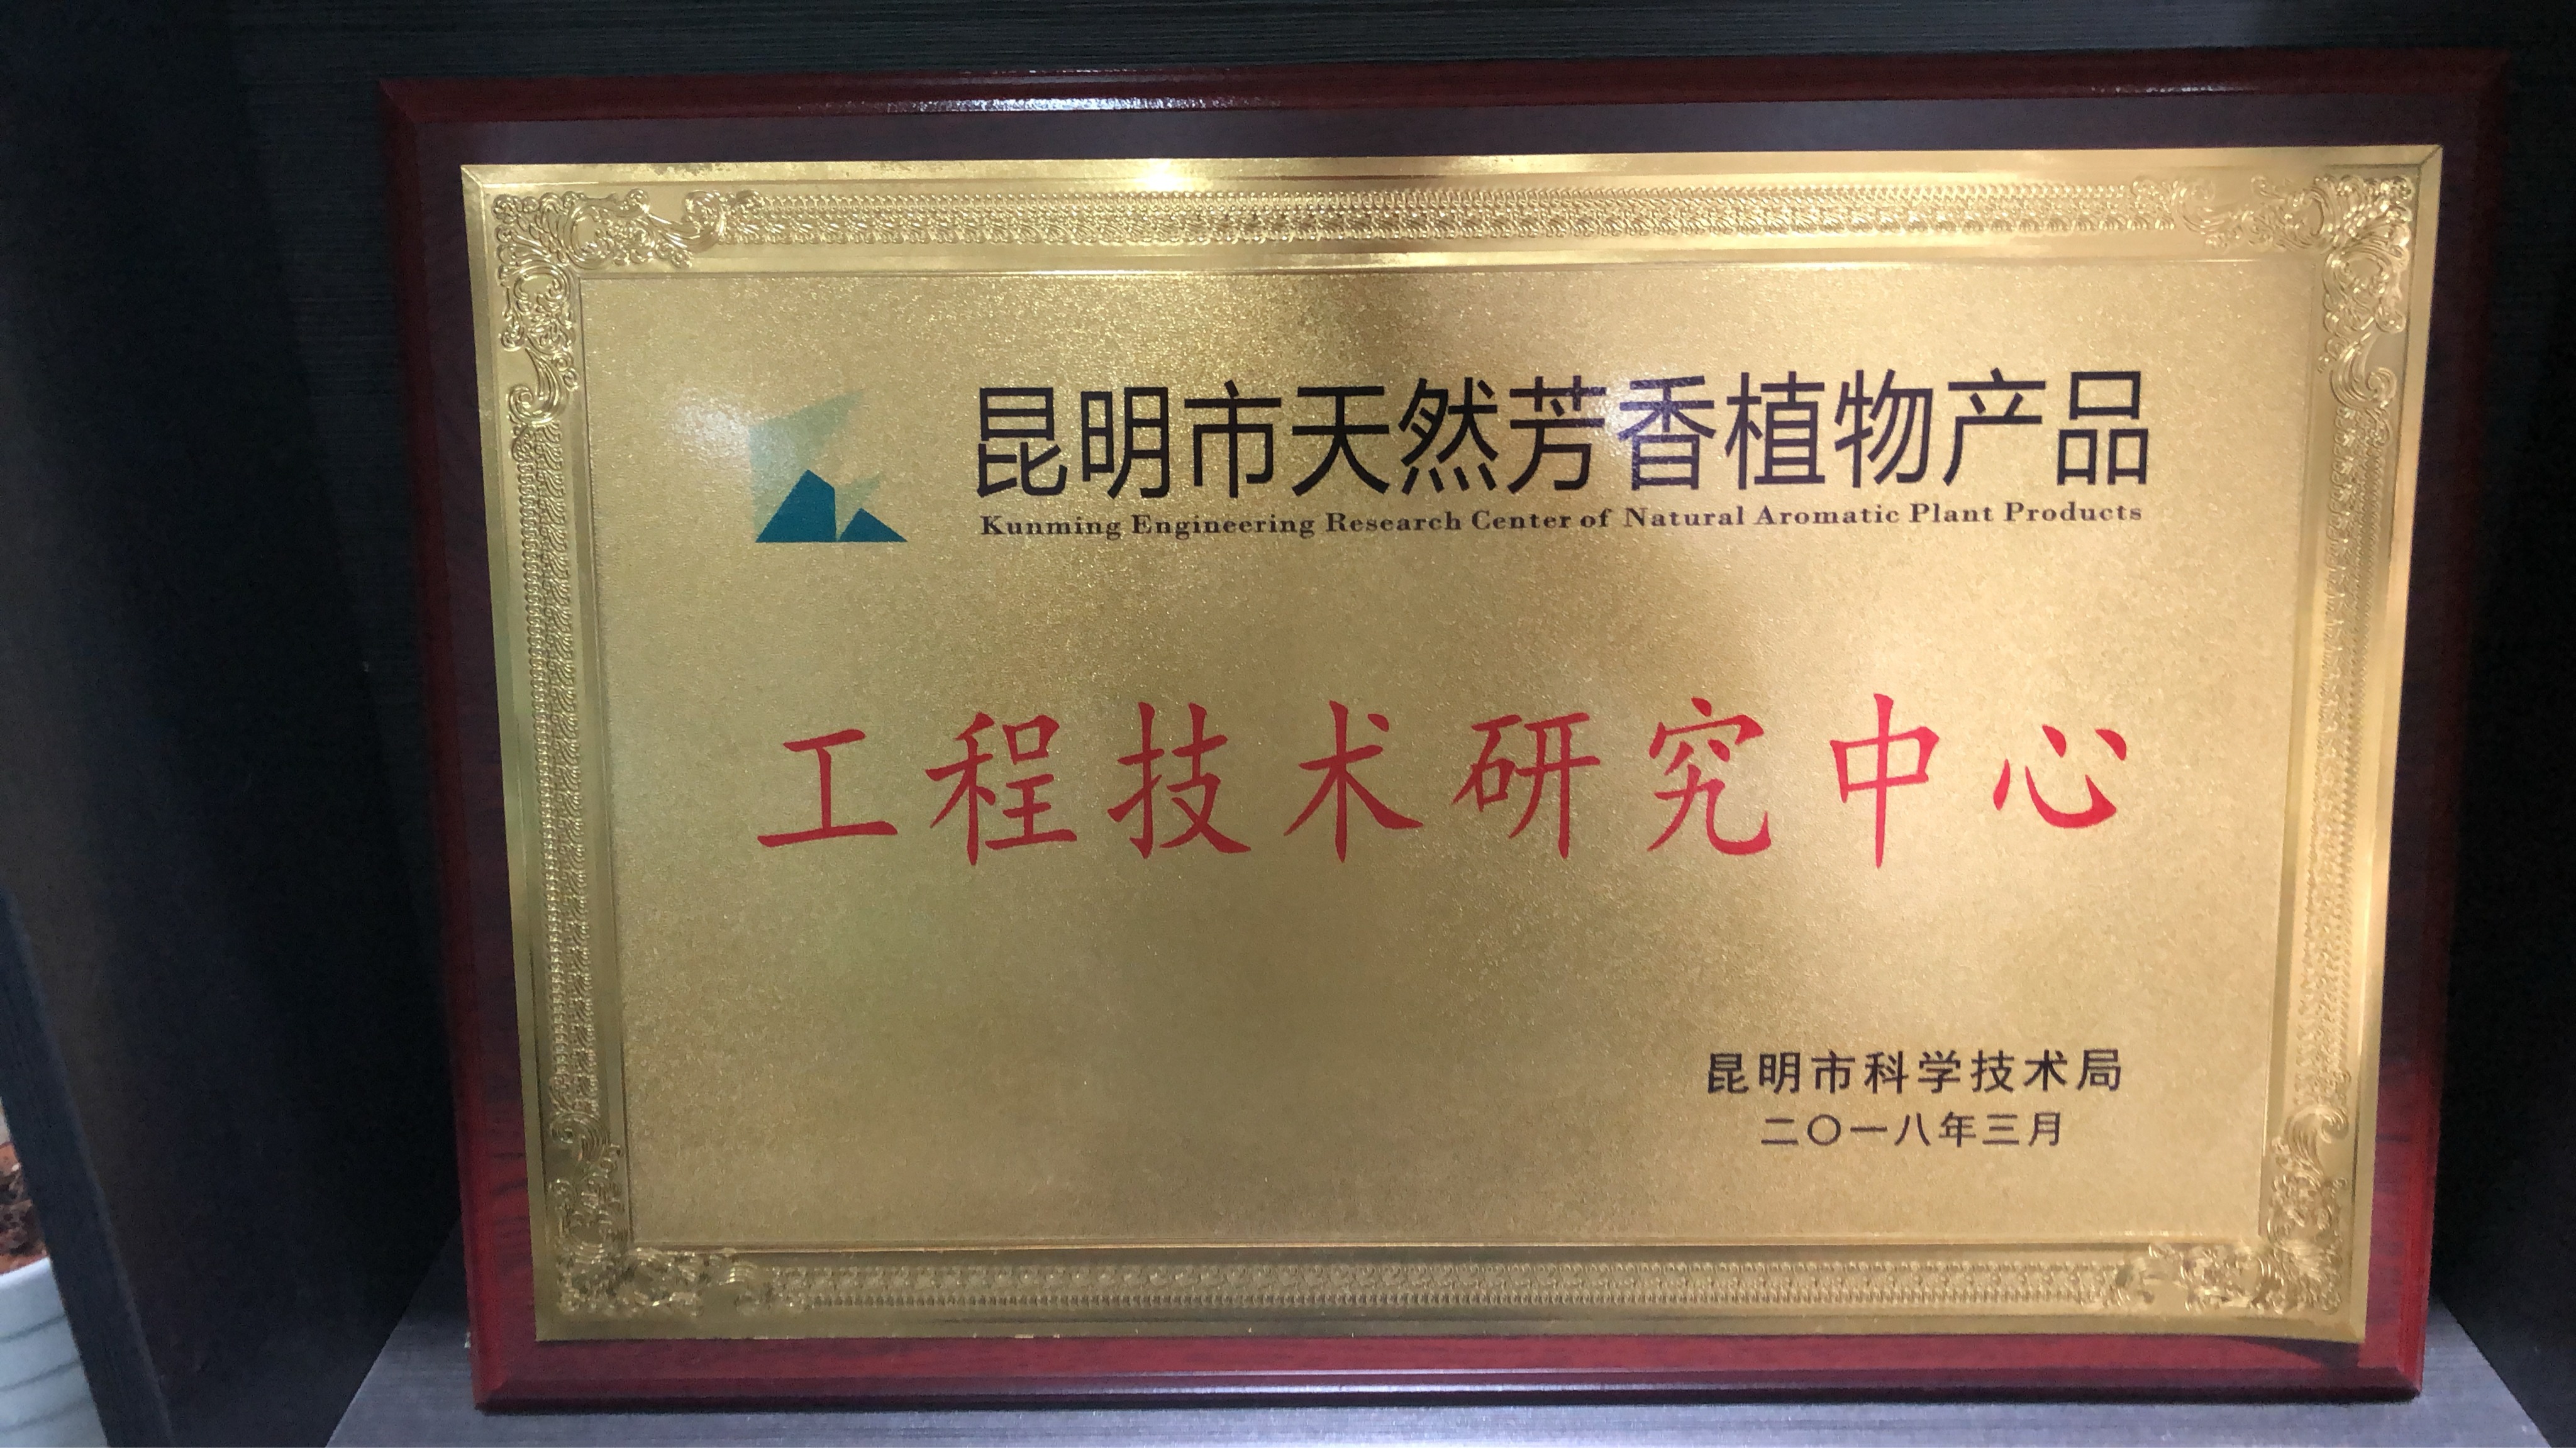 昆明市天然芳香植物产品
Kunming Engineering Research Center of Natural Aromatic Plant Products
工程技术研究中心
昆明市科学技术局
二〇一八年三月